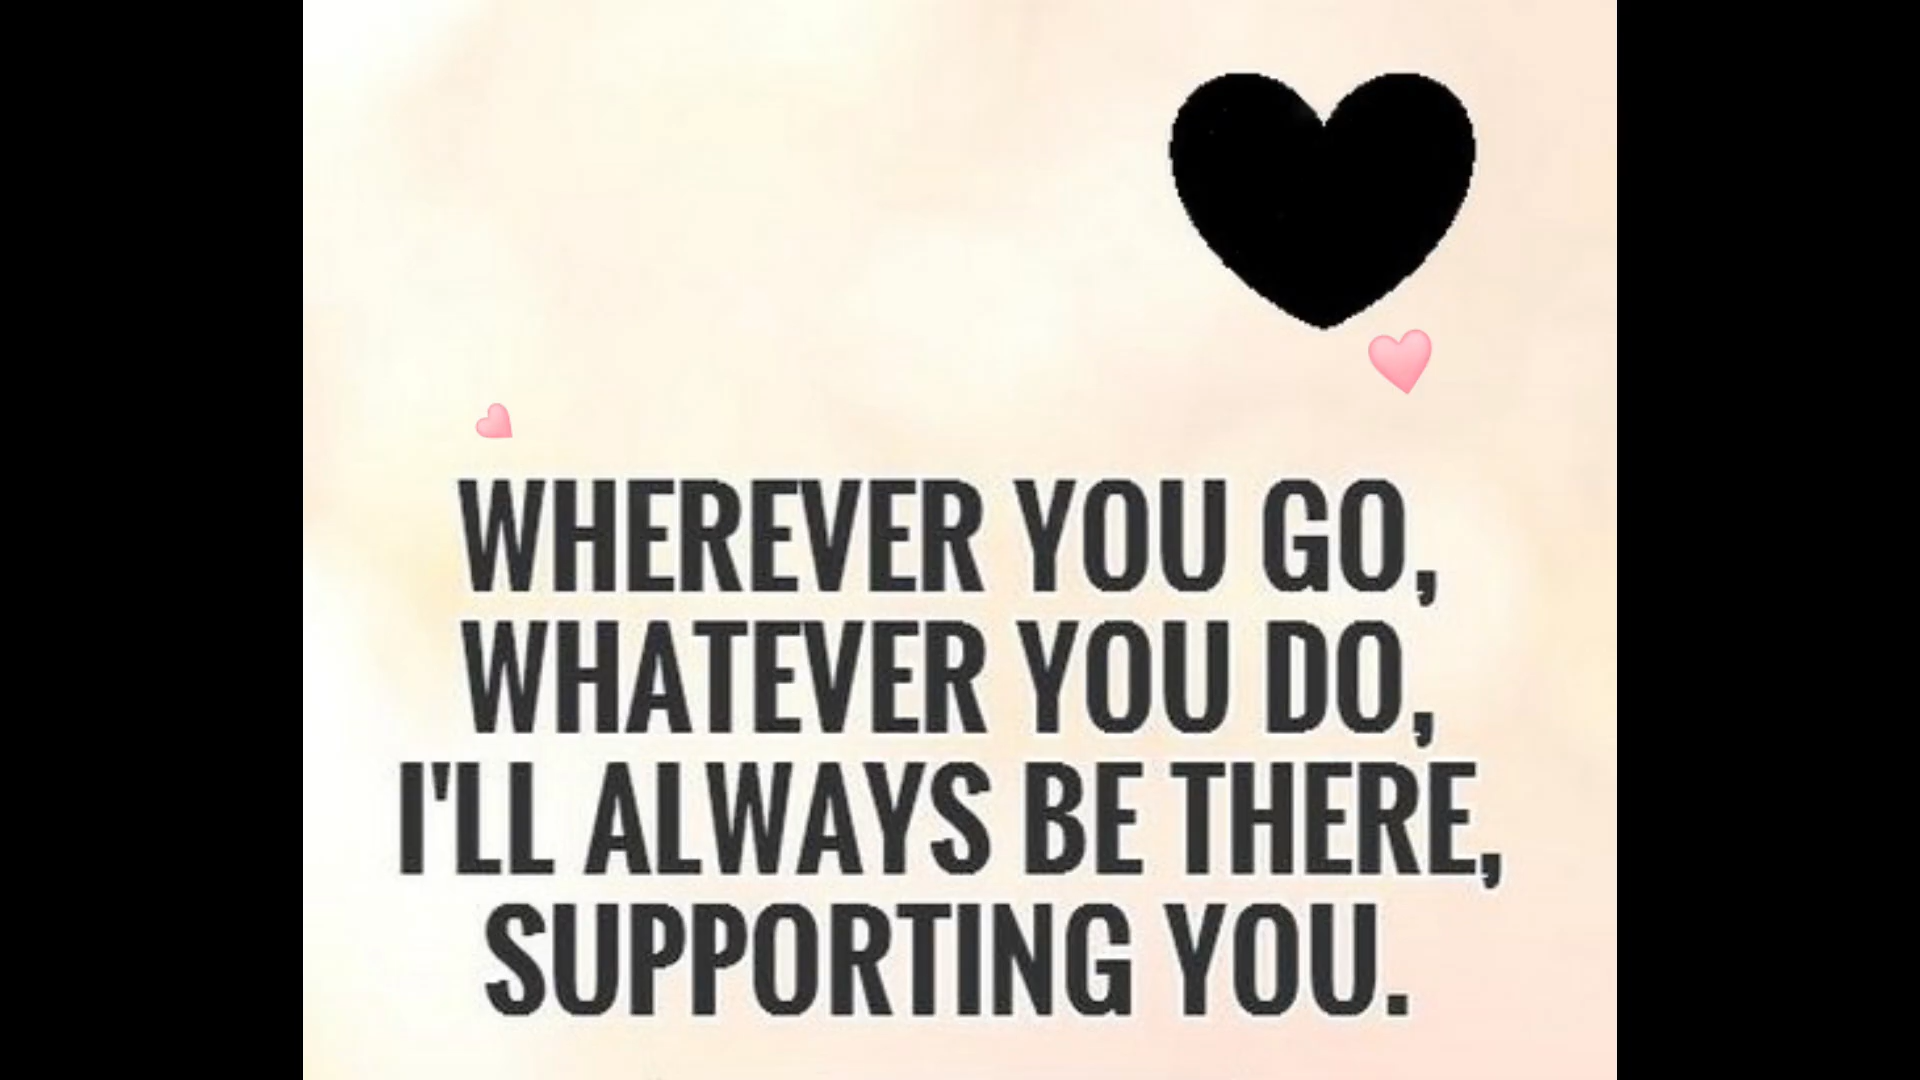 WHEREVER YOU GO,
WHATEVER YOU DO,
I'LL ALWAYS BE THERE,
SUPPORTING YOU.